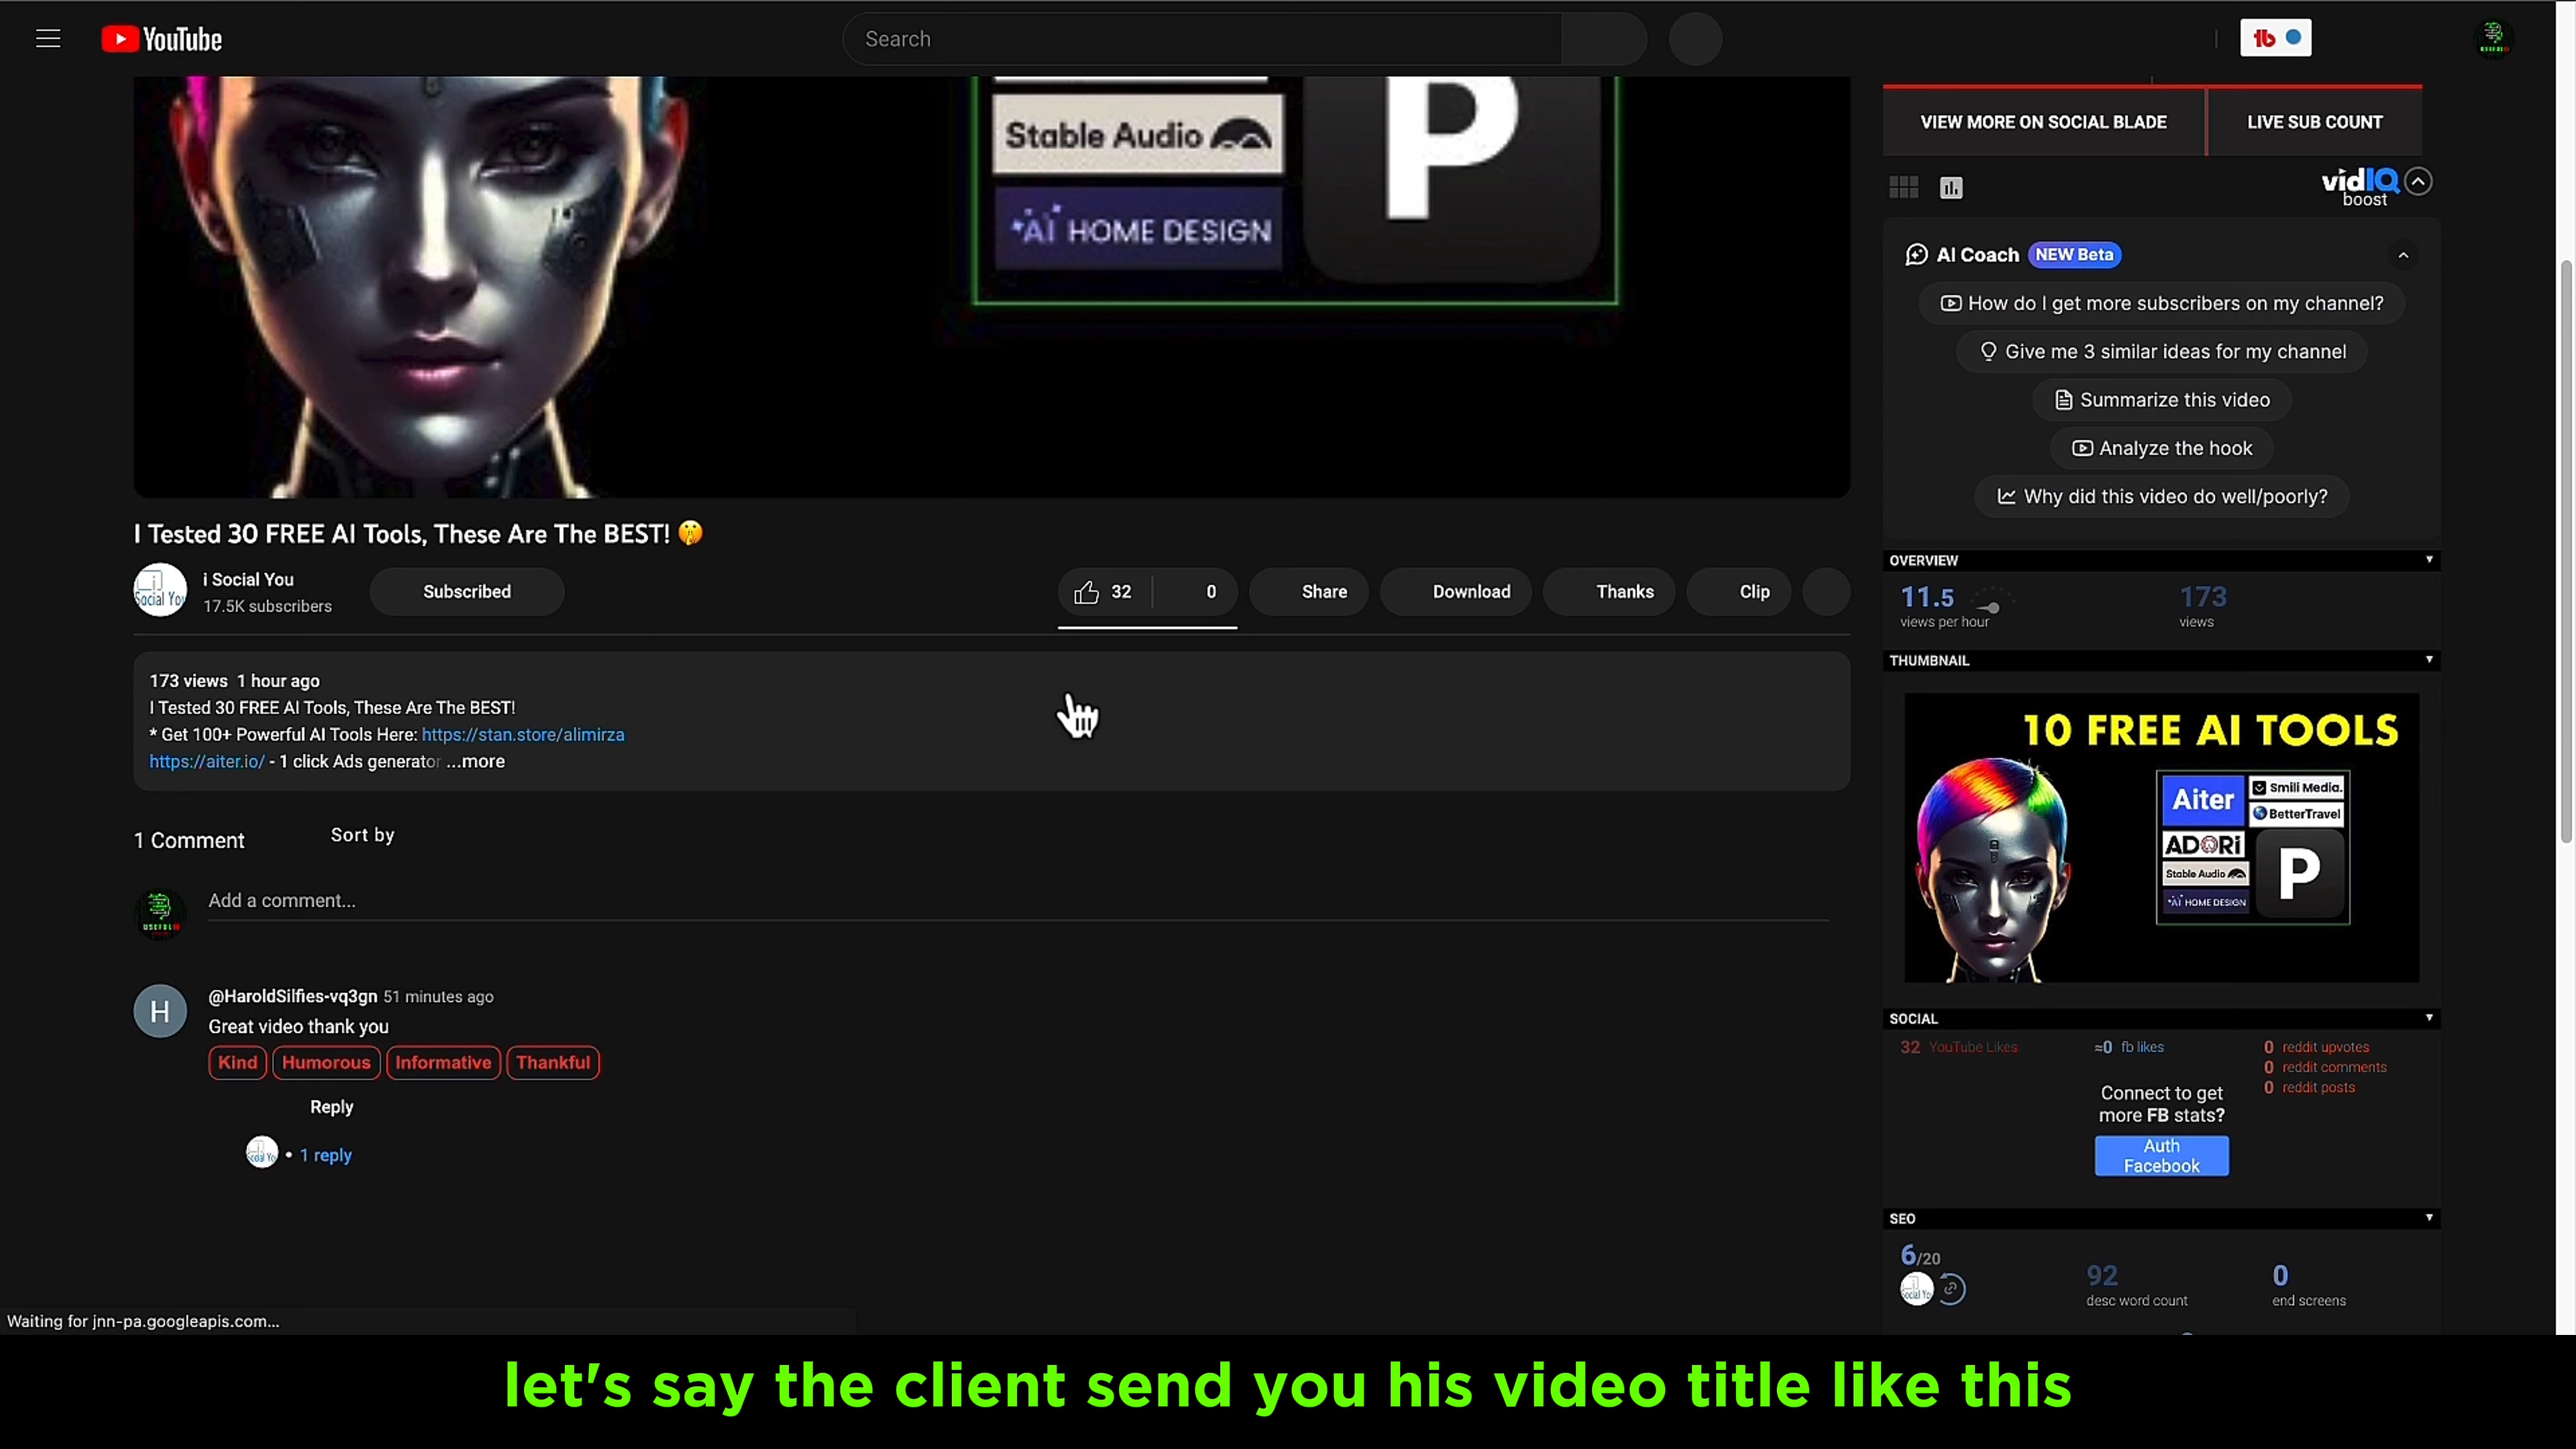 YouTube
Search
Stable Audio
AI HOME DESIGN
P
VIEW MORE ON SOCIAL BLADE
LIVE SUB COUNT
vidIQ
boost
AI Coach NEW Beta
How do I get more subscribers on my channel?
Give me 3 similar ideas for my channel
Summarize this video
Analyze the hook
Why did this video do well/poorly?
I Tested 30 FREE AI Tools, These Are The BEST! 🤫
i Social You
17.5K subscribers
Subscribed
32
0
Share
Download
Thanks
Clip
173 views 1 hour ago
I Tested 30 FREE AI Tools, These Are The BEST!
* Get 100+ Powerful AI Tools Here: https://stan.store/alimirza
https://aiter.io/ - 1 click Ads generator ...more
1 Comment
Sort by
Add a comment...
@HaroldSilfies-vq3gn 51 minutes ago
Great video thank you
Kind
Humorous
Informative
Thankful
Reply
• 1 reply
OVERVIEW
11.5
views per hour
173
views
THUMBNAIL
10 FREE AI TOOLS
Aiter
Smili Media.
BetterTravel
ADORi
Stable Audio
AI HOME DESIGN
P
SOCIAL
32 YouTube Likes
≈0 fb likes
0 reddit upvotes
0 reddit comments
0 reddit posts
Connect to get
more FB stats?
Auth
Facebook
SEO
6/20
92
desc word count
0
end screens
Waiting for jnn-pa.googleapis.com...
let's say the client send you his video title like this